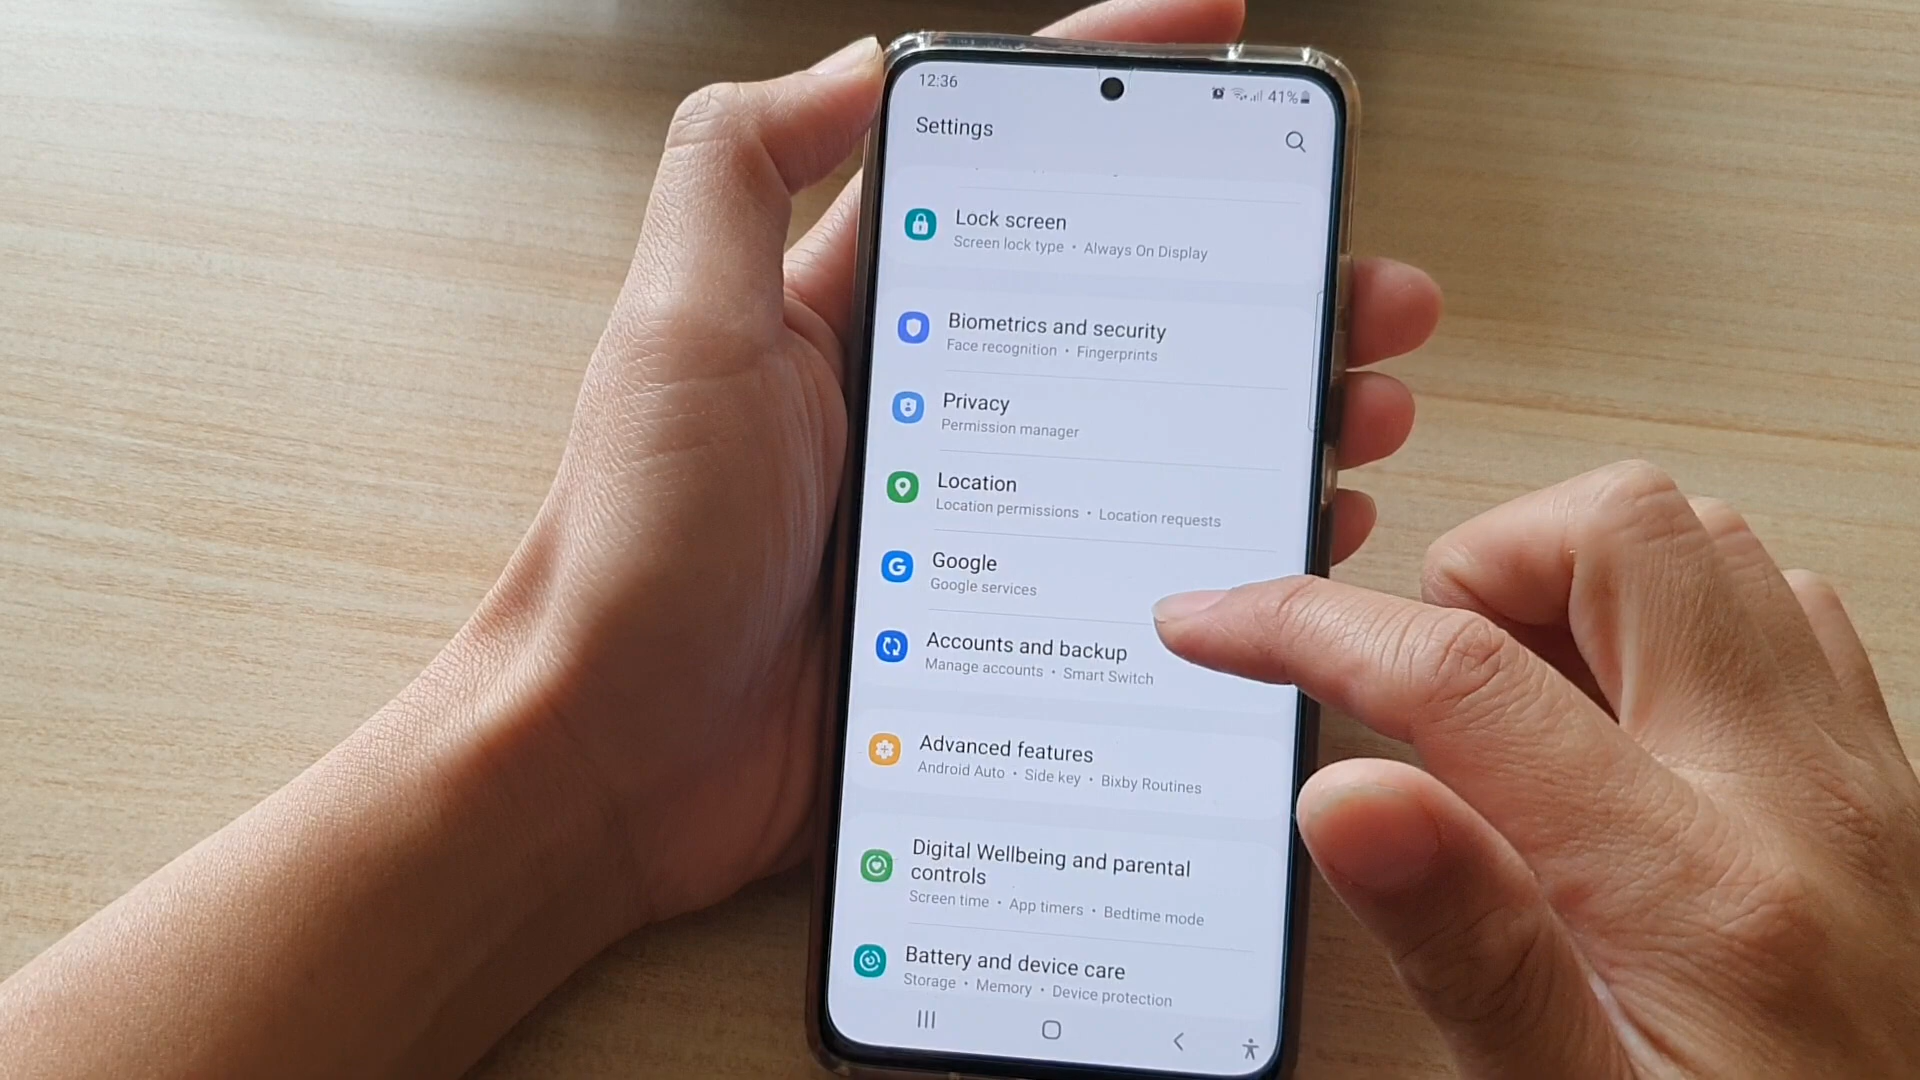 12:36
41%
Settings
Lock screen
Screen lock type • Always On Display
Biometrics and security
Face recognition • Fingerprints
Privacy
Permission manager
Location
Location permissions • Location requests
Google
Google services
Accounts and backup
Manage accounts • Smart Switch
Advanced features
Android Auto • Side key • Bixby Routines
Digital Wellbeing and parental
controls
Screen time • App timers • Bedtime mode
Battery and device care
Storage • Memory • Device protection